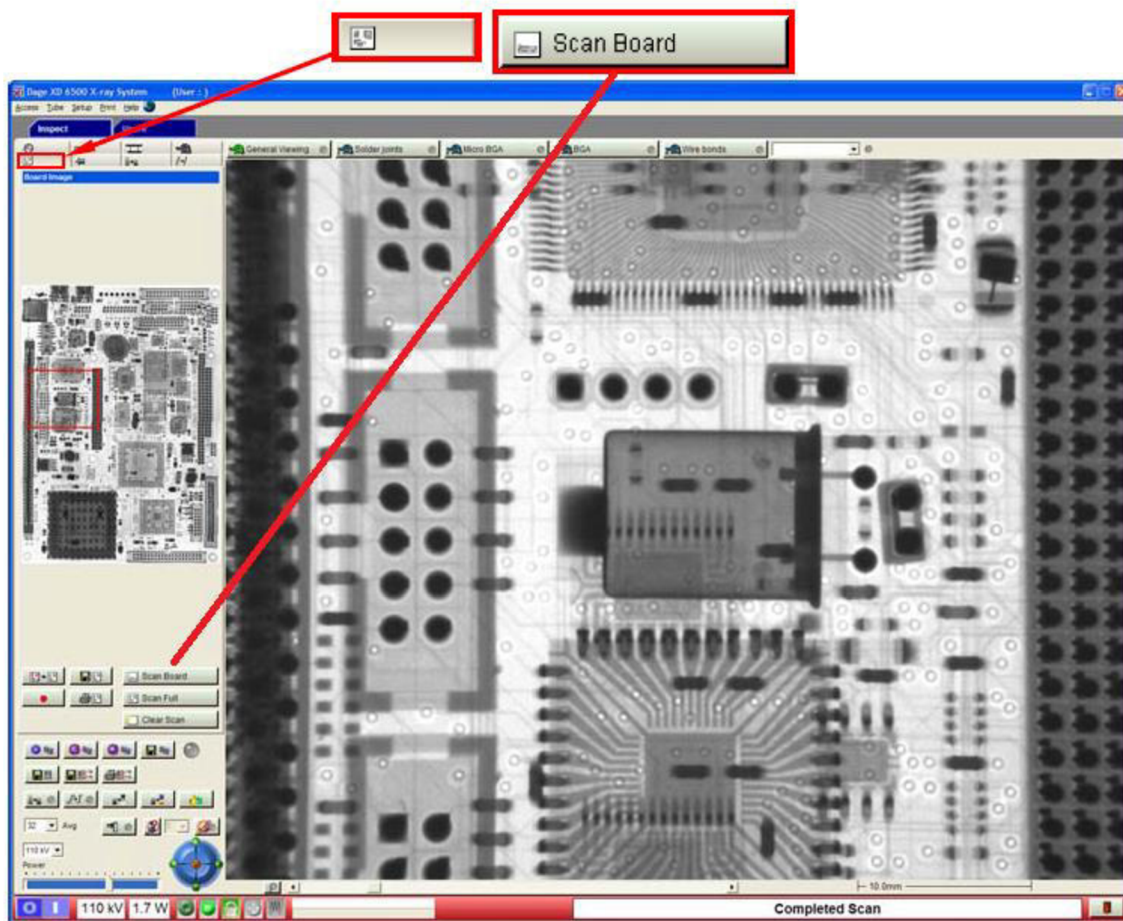 Scan Board
Dage XD 6500 X-ray System (User : )
Access Tube Setup Print Help
Inspect
General Viewing
Solder joints
Micro BGA
BGA
Wire bonds
Board Image
Scan Board
Scan Full
Clear Scan
32 Avg
110 kV
Power
10.0mm
110 kV 1.7 W
Completed Scan